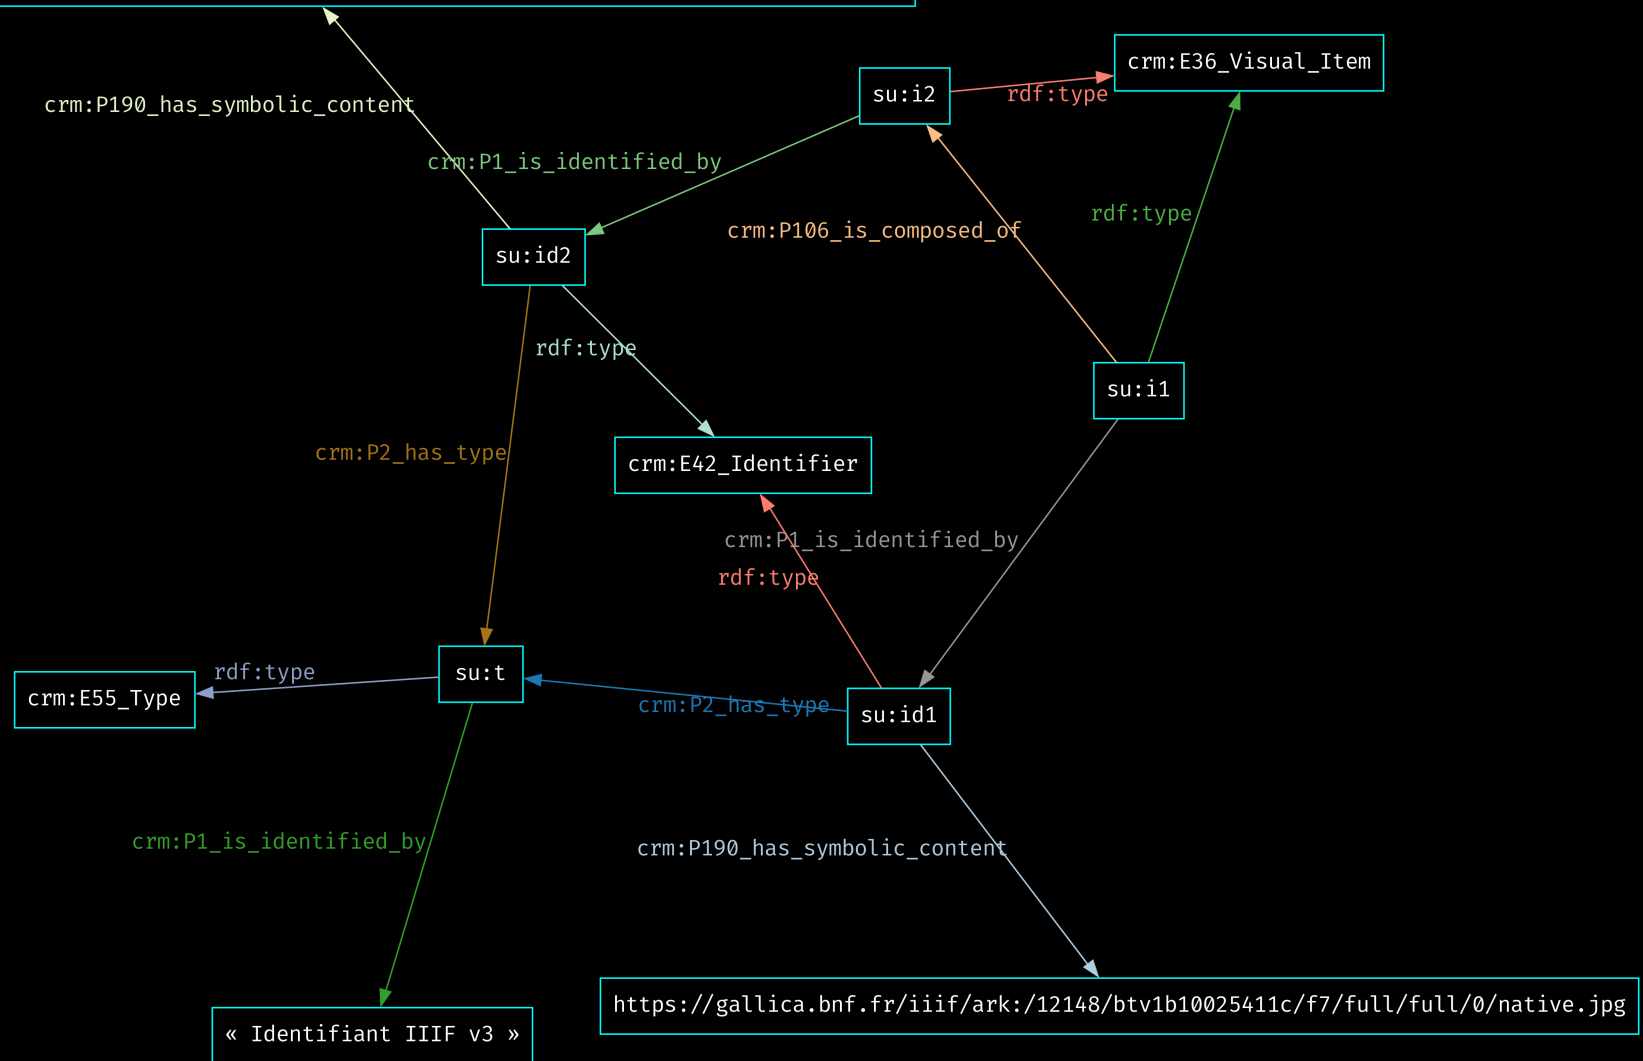 crm:E36_Visual_Item
su:i2
rdf:type
crm:P190_has_symbolic_content
crm:P1_is_identified_by
rdf:type
crm:P106_is_composed_of
su:id2
rdf:type
su:i1
crm:P2_has_type
crm:E42_Identifier
crm:P1_is_identified_by
rdf:type
rdf:type
su:t
crm:E55_Type
crm:P2_has_type
su:id1
crm:P1_is_identified_by
crm:P190_has_symbolic_content
https://gallica.bnf.fr/iiif/ark:/12148/btv1b10025411c/f7/full/full/0/native.jpg
« Identifiant IIIF v3 »